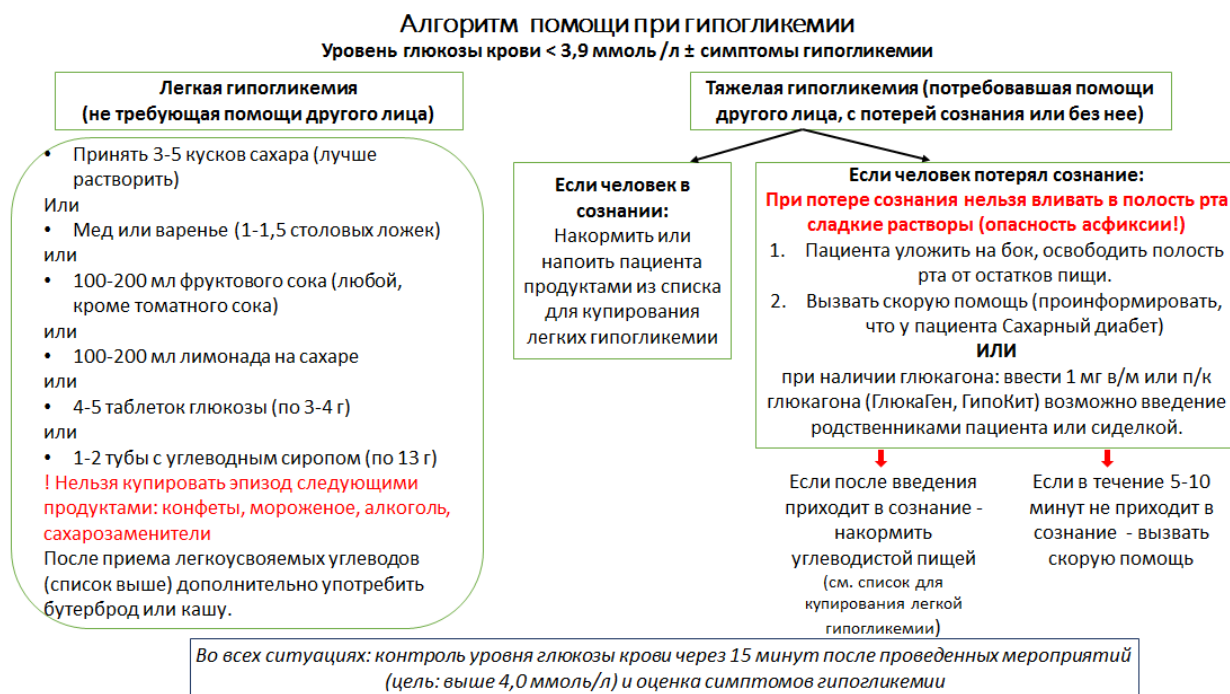 Алгоритм помощи при гипогликемии
Уровень глюкозы крови < 3,9 ммоль /л ± симптомы гипогликемии
Легкая гипогликемия
(не требующая помощи другого лица)
• Принять 3-5 кусков сахара (лучше
растворить)
Или
• Мед или варенье (1-1,5 столовых ложек)
или
• 100-200 мл фруктового сока (любой,
кроме томатного сока)
или
• 100-200 мл лимонада на сахаре
или
• 4-5 таблеток глюкозы (по 3-4 г)
или
• 1-2 тубы с углеводным сиропом (по 13 г)
! Нельзя купировать эпизод следующими
продуктами: конфеты, мороженое, алкоголь,
сахарозаменители
После приема легкоусвояемых углеводов
(список выше) дополнительно употребить
бутерброд или кашу.
Тяжелая гипогликемия (потребовавшая помощи
другого лица, с потерей сознания или без нее)
Если человек в
сознании:
Накормить или
напоить пациента
продуктами из списка
для купирования
легких гипогликемии
Если человек потерял сознание:
При потере сознания нельзя вливать в полость рта
сладкие растворы (опасность асфиксии!)
1. Пациента уложить на бок, освободить полость
рта от остатков пищи.
2. Вызвать скорую помощь (проинформировать,
что у пациента Сахарный диабет)
ИЛИ
при наличии глюкагона: ввести 1 мг в/м или п/к
глюкагона (ГлюкаГен, ГипоКит) возможно введение
родственниками пациента или сиделкой.
Если после введения
приходит в сознание -
накормить
углеводистой пищей
(см. список для
купирования легкой
гипогликемии)
Если в течение 5-10
минут не приходит в
сознание - вызвать
скорую помощь
Во всех ситуациях: контроль уровня глюкозы крови через 15 минут после проведенных мероприятий
(цель: выше 4,0 ммоль/л) и оценка симптомов гипогликемии